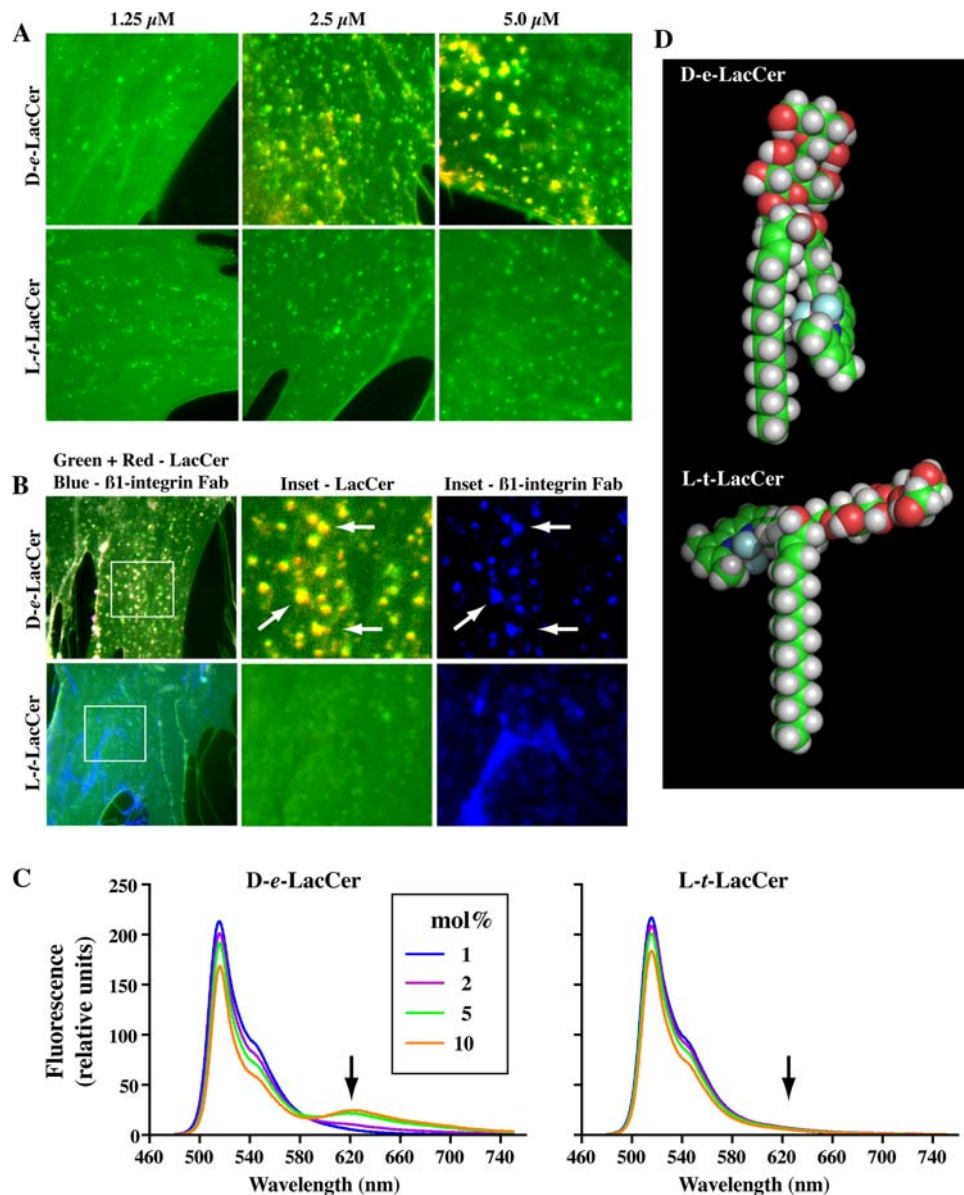 A
1.25 µM
2.5 µM
5.0 µM
D-e-LacCer
L-t-LacCer
B
Green + Red - LacCer
Blue - ß1-integrin Fab
Inset - LacCer
Inset - ß1-integrin Fab
D-e-LacCer
L-t-LacCer
C
D-e-LacCer
L-t-LacCer
Fluorescence
(relative units)
250
200
150
100
50
0
mol%
1
2
5
10
460 500 540 580 620 660 700 740
Wavelength (nm)
460 500 540 580 620 660 700 740
Wavelength (nm)
D
D-e-LacCer
L-t-LacCer